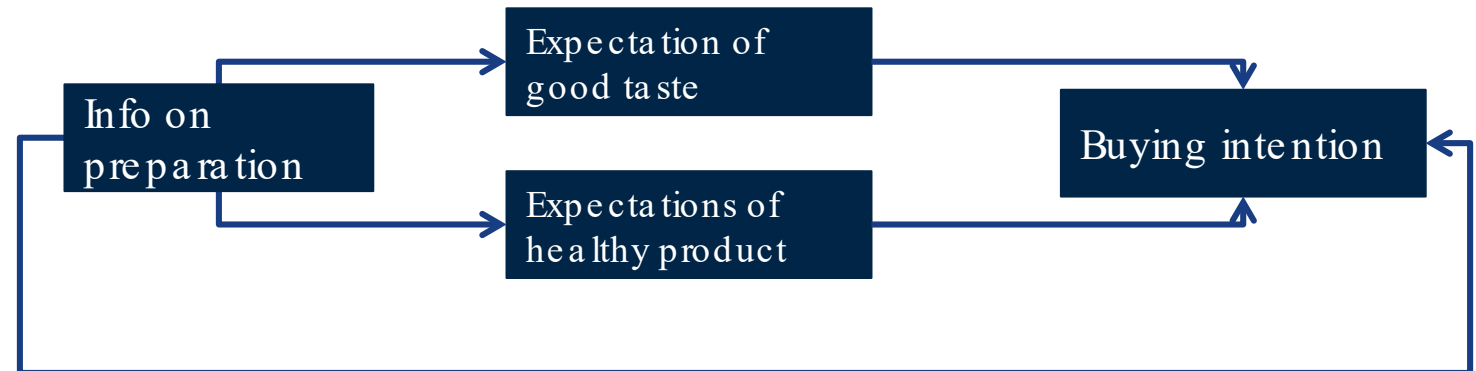 Expectation of
good taste
Info on
preparation
Buying intention
Expectations of
healthy product